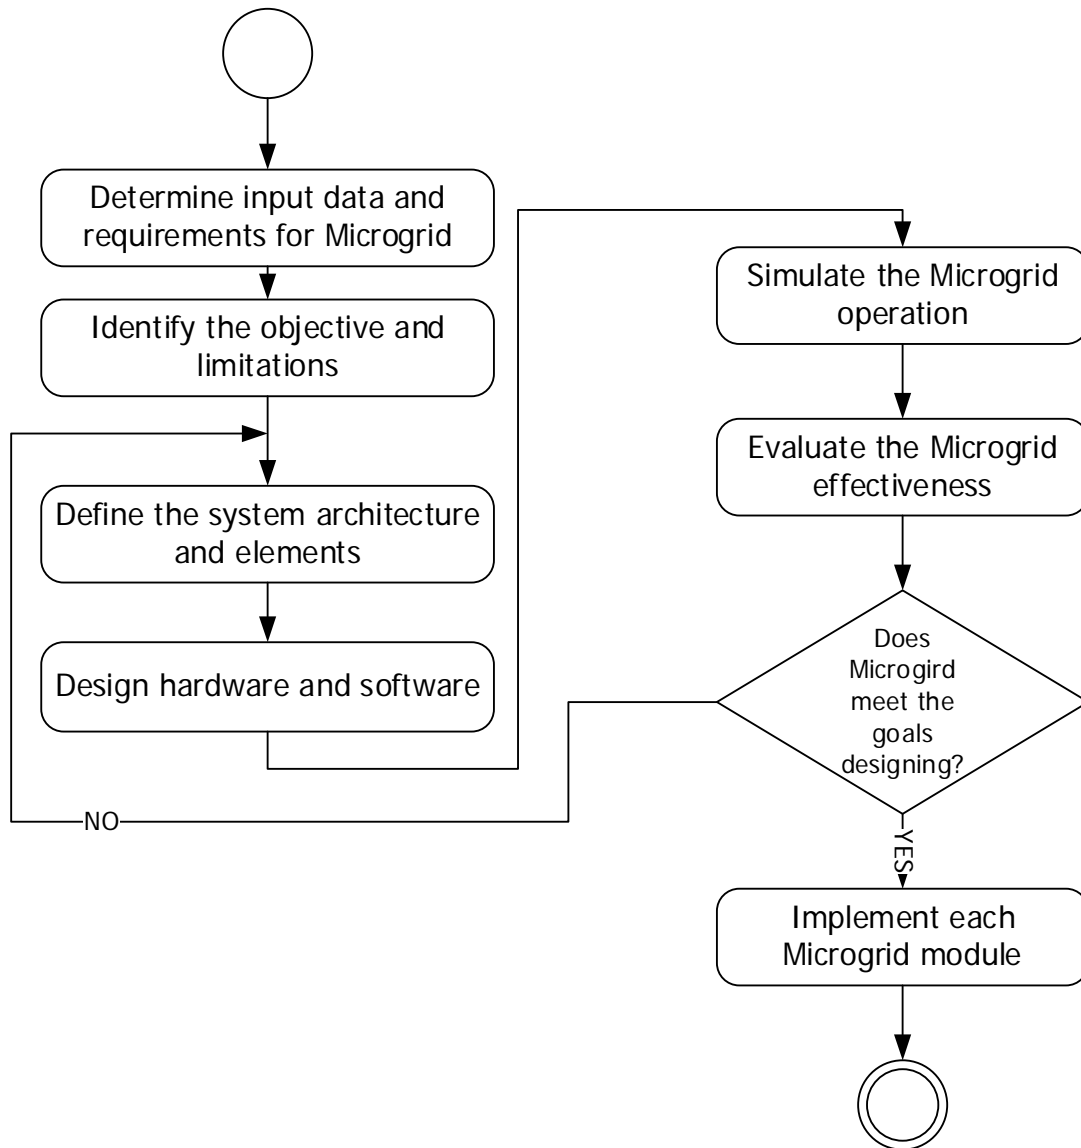 Determine input data and
requirements for Microgrid
Identify the objective and
limitations
Define the system architecture
and elements
Design hardware and software
Simulate the Microgrid
operation
Evaluate the Microgrid
effectiveness
Does
Microgird
meet the
goals
designing?
NO
YES
Implement each
Microgrid module